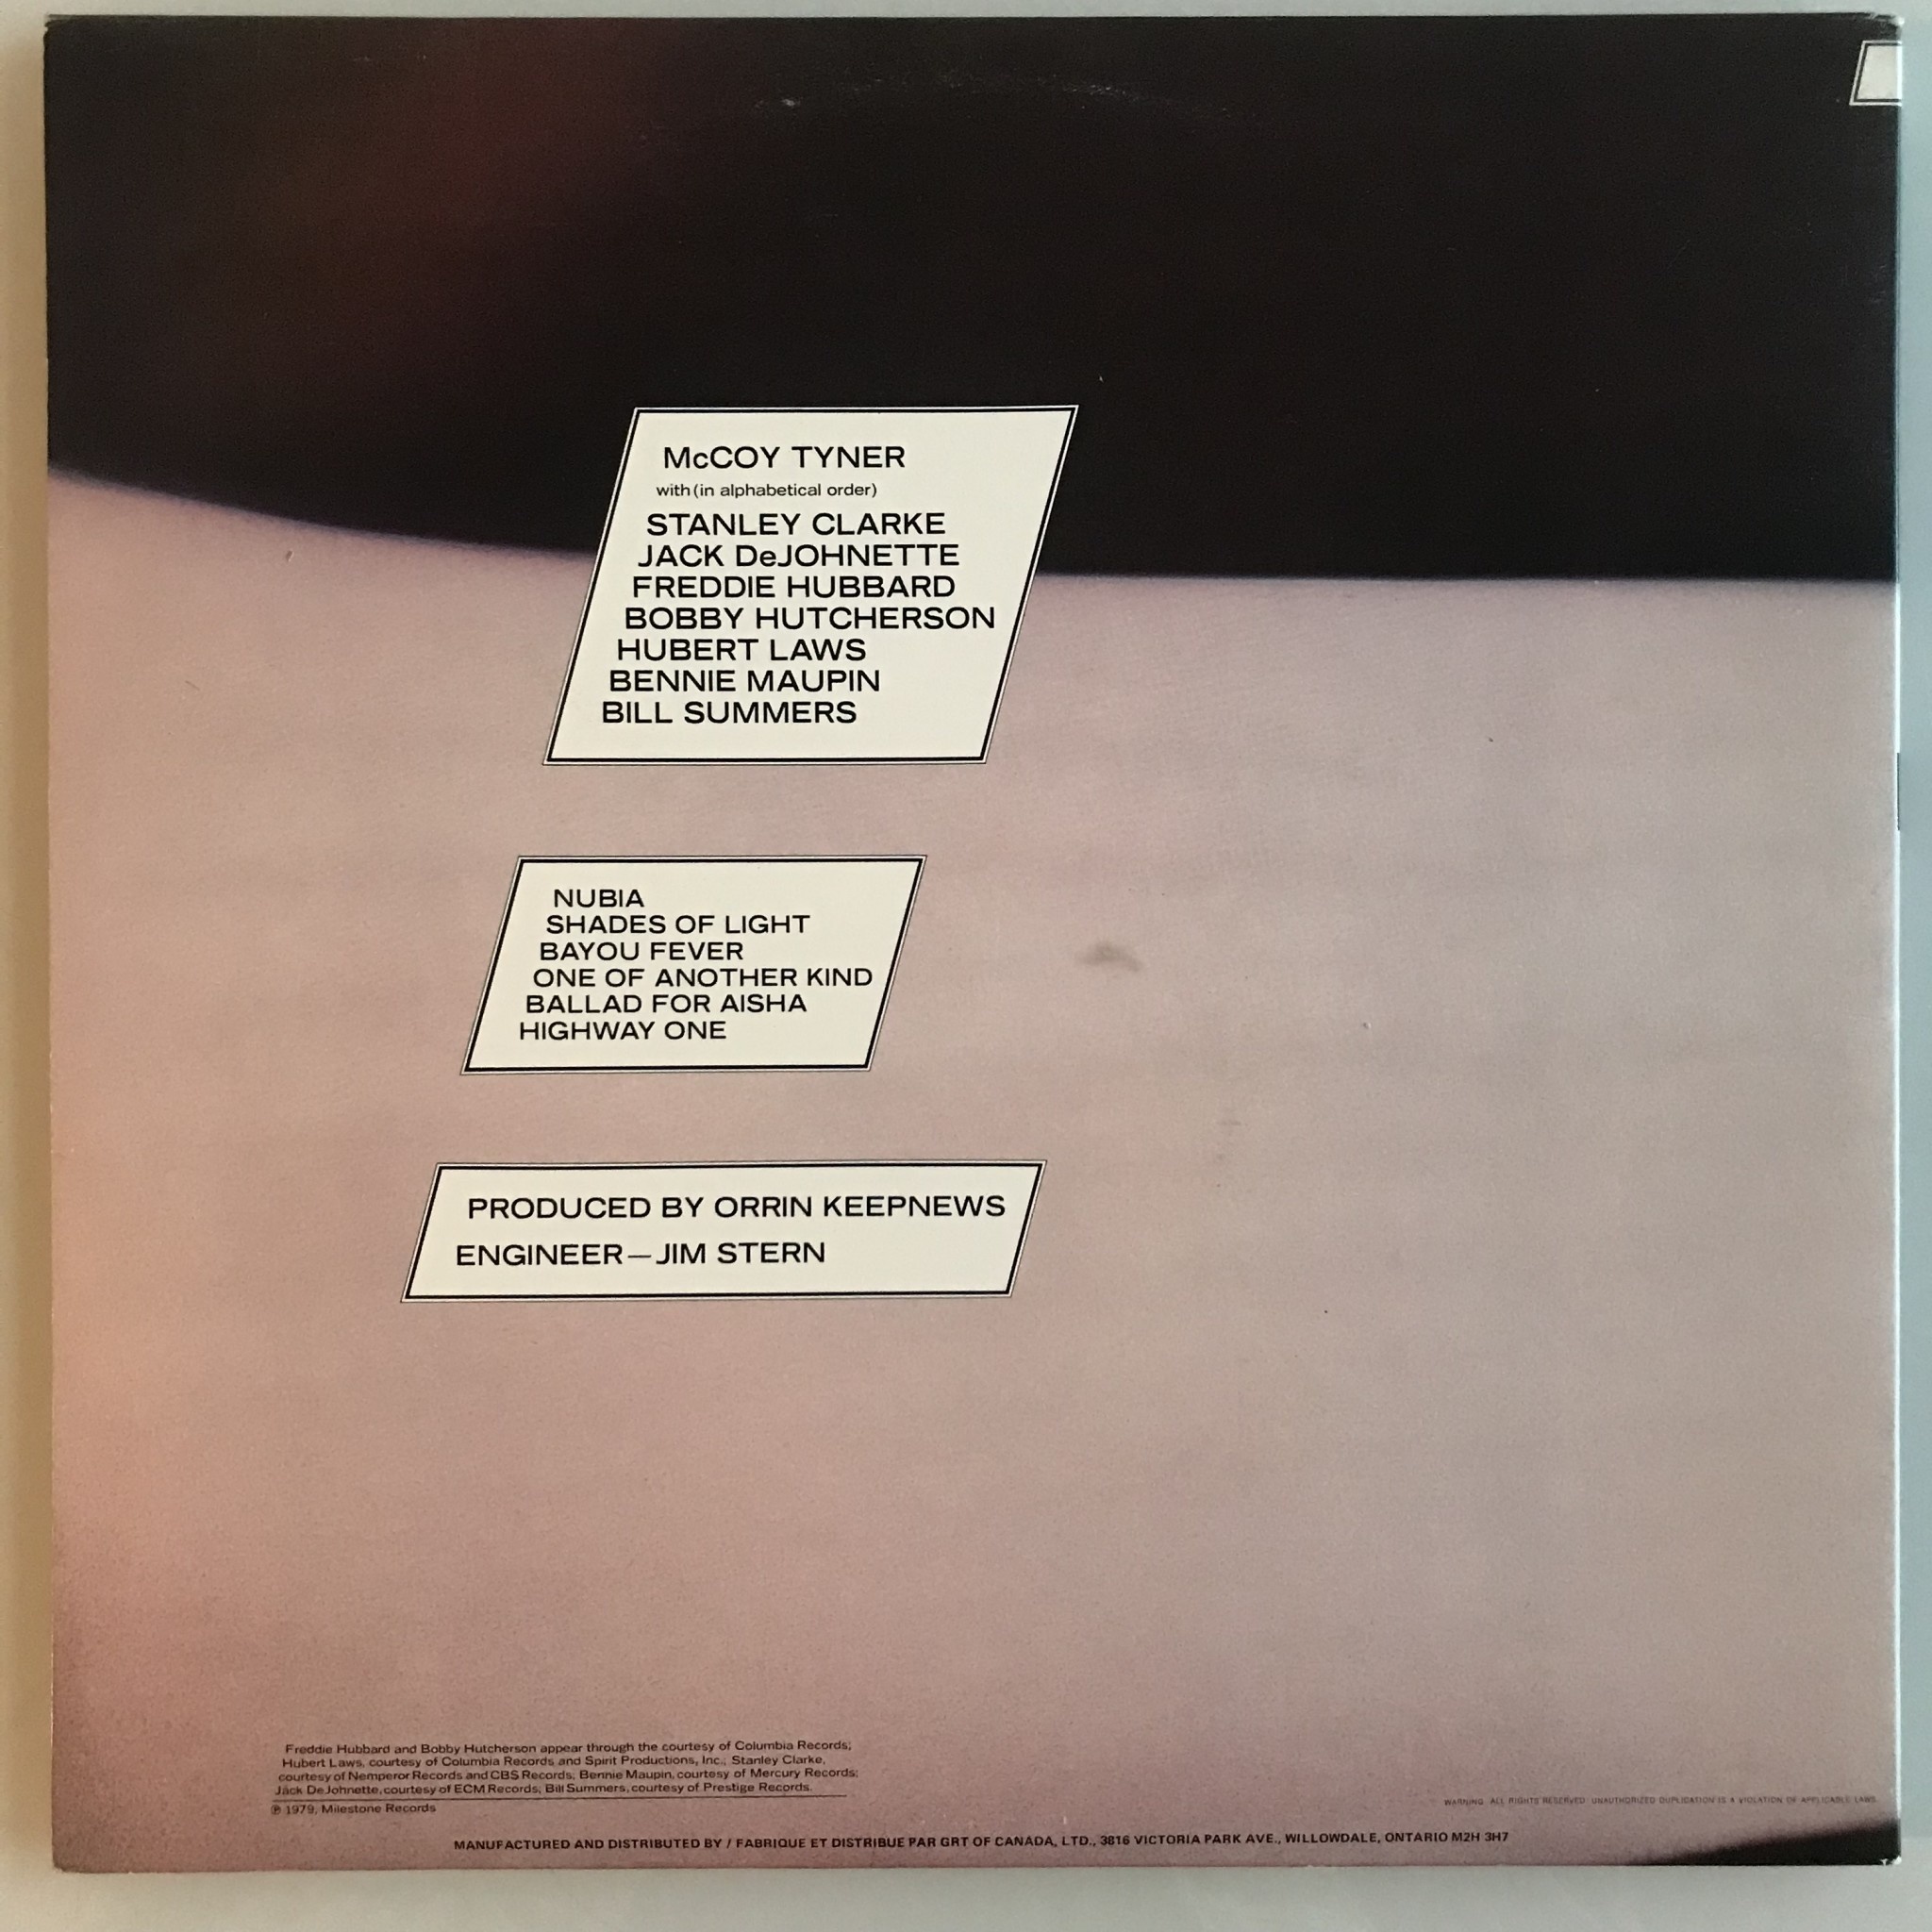 McCOY TYNER
with (in alphabetical order)
STANLEY CLARKE
JACK DeJOHNETTE
FREDDIE HUBBARD
BOBBY HUTCHERSON
HUBERT LAWS
BENNIE MAUPIN
BILL SUMMERS
NUBIA
SHADES OF LIGHT
BAYOU FEVER
ONE OF ANOTHER KIND
BALLAD FOR AISHA
HIGHWAY ONE
PRODUCED BY ORRIN KEEPNEWS
ENGINEER—JIM STERN
Freddie Hubbard and Bobby Hutcherson appear through the courtesy of Columbia Records;
Hubert Laws, courtesy of Columbia Records and Spirit Productions, Inc.; Stanley Clarke,
courtesy of Nemperor Records and CBS Records; Bennie Maupin, courtesy of Mercury Records;
Jack DeJohnette, courtesy of ECM Records; Bill Summers, courtesy of Prestige Records.
℗ 1979, Milestone Records
WARNING: ALL RIGHTS RESERVED. UNAUTHORIZED DUPLICATION IS A VIOLATION OF APPLICABLE LAWS.
MANUFACTURED AND DISTRIBUTED BY / FABRIQUE ET DISTRIBUE PAR GRT OF CANADA, LTD., 3816 VICTORIA PARK AVE., WILLOWDALE, ONTARIO M2H 3H7